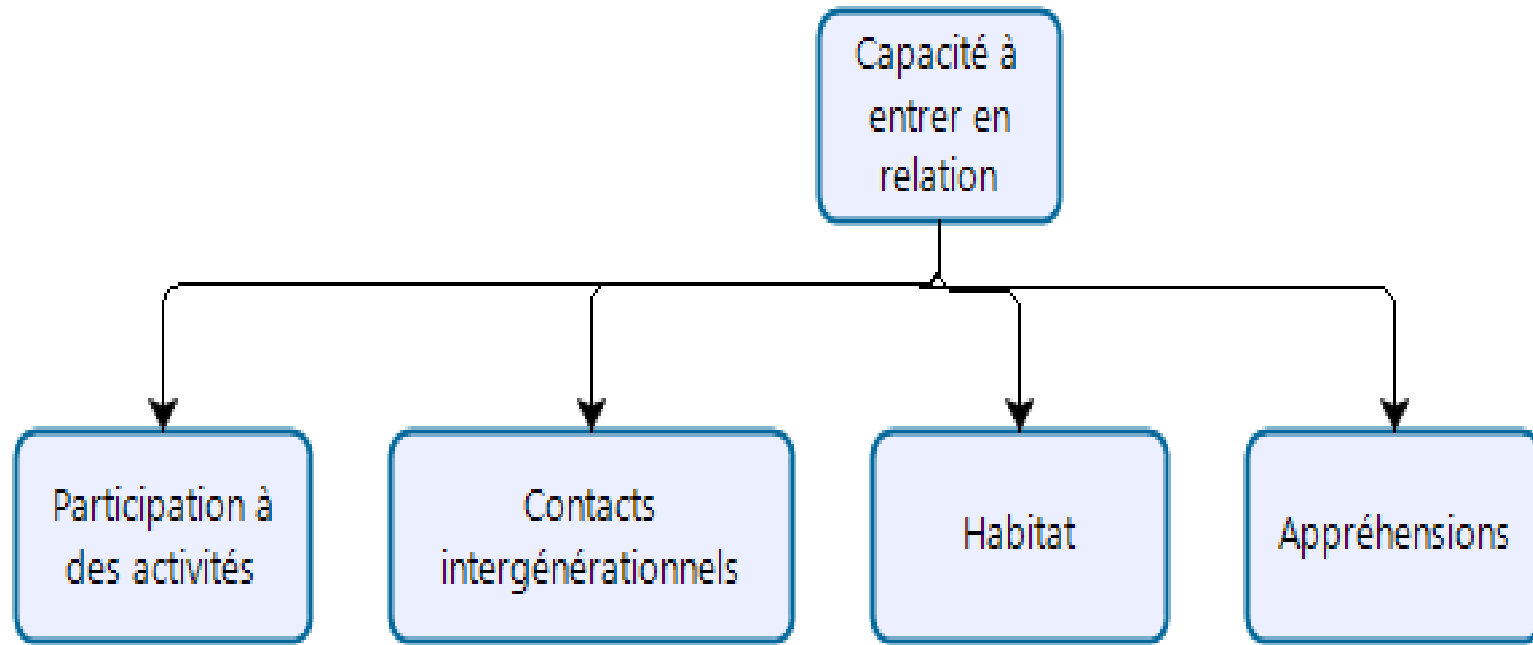 Capacité à
entrer en
relation
Participation à
des activités
Contacts
intergénérationnels
Habitat
Appréhensions